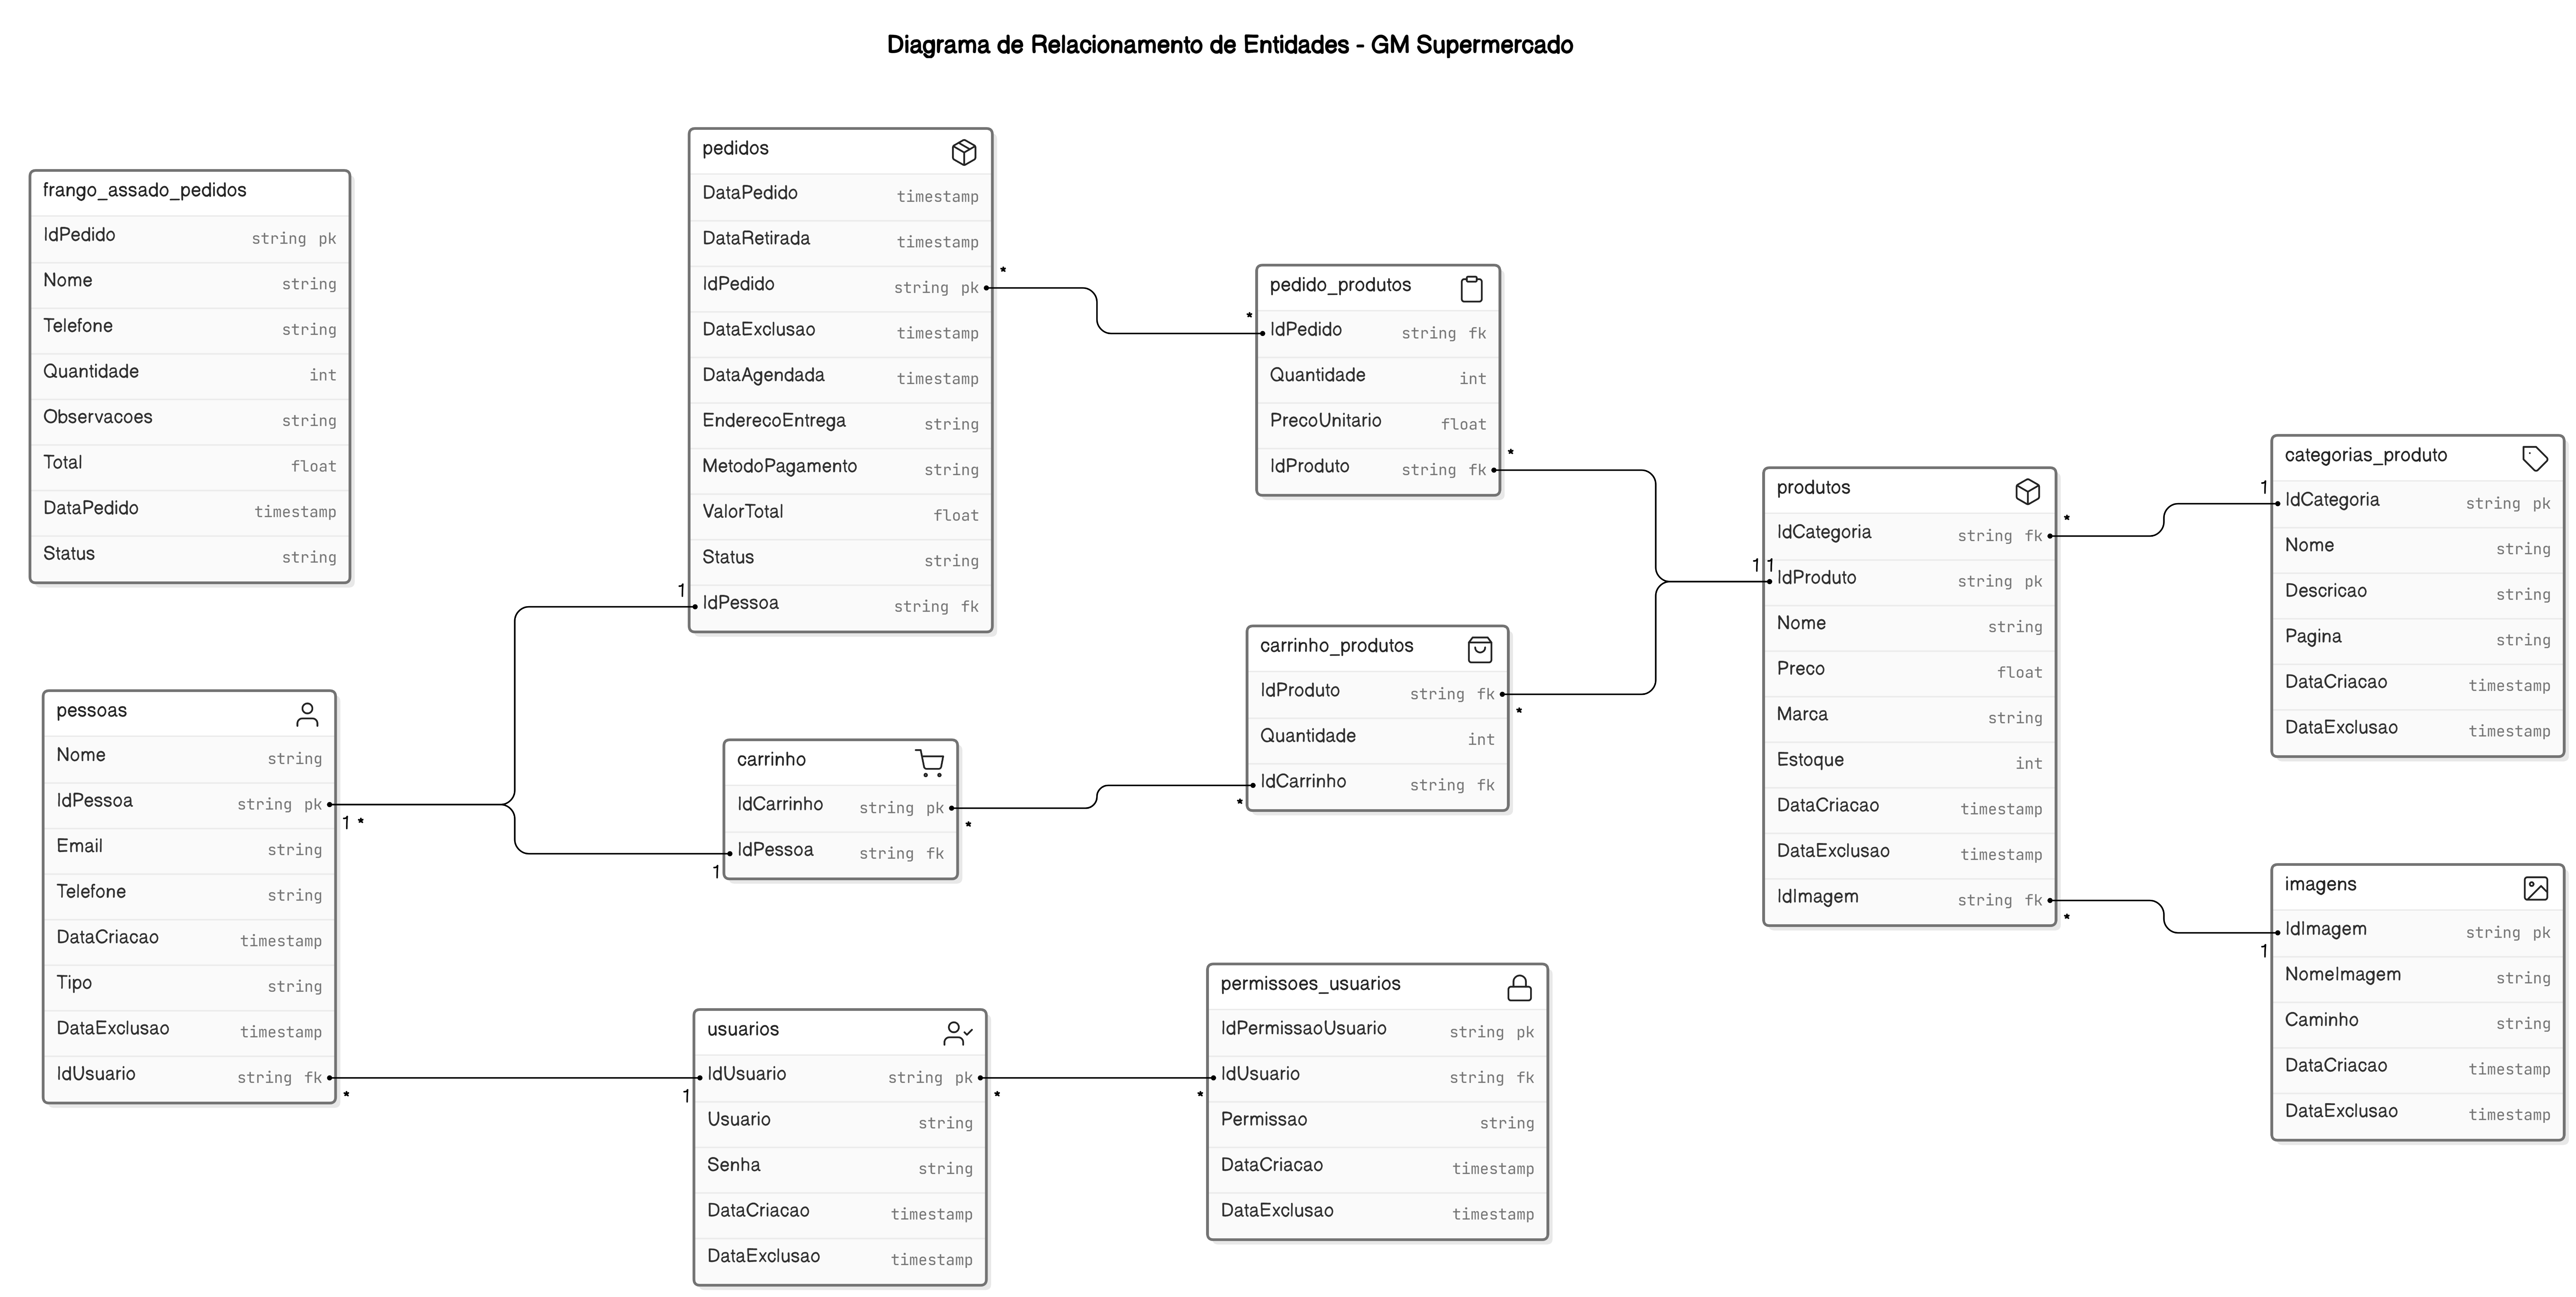 Diagrama de Relacionamento de Entidades - GM Supermercado
frango_assado_pedidos
IdPedido string pk
Nome string
Telefone string
Quantidade int
Observacoes string
Total float
DataPedido timestamp
Status string
pessoas
Nome string
IdPessoa string pk
1 *
Email string
Telefone string
DataCriacao timestamp
Tipo string
DataExclusao timestamp
IdUsuario string fk
*
pedidos
DataPedido timestamp
DataRetirada timestamp
*
IdPedido string pk
DataExclusao timestamp
DataAgendada timestamp
EnderecoEntrega string
MetodoPagamento string
ValorTotal float
Status string
1
IdPessoa string fk
carrinho
IdCarrinho string pk
*
IdPessoa string fk
1
usuarios
IdUsuario string pk
1 *
Usuario string
Senha string
DataCriacao timestamp
DataExclusao timestamp
pedido_produtos
*
IdPedido string fk
Quantidade int
PrecoUnitario float
*
IdProduto string fk
carrinho_produtos
IdProduto string fk
*
Quantidade int
IdCarrinho string fk
*
permissoes_usuarios
IdPermissaoUsuario string pk
IdUsuario string fk
*
Permissao string
DataCriacao timestamp
DataExclusao timestamp
produtos
*
IdCategoria string fk
1 1
IdProduto string pk
Nome string
Preco float
Marca string
Estoque int
DataCriacao timestamp
DataExclusao timestamp
IdImagem string fk
*
categorias_produto
1
IdCategoria string pk
Nome string
Descricao string
Pagina string
DataCriacao timestamp
DataExclusao timestamp
imagens
IdImagem string pk
1
NomeImagem string
Caminho string
DataCriacao timestamp
DataExclusao timestamp